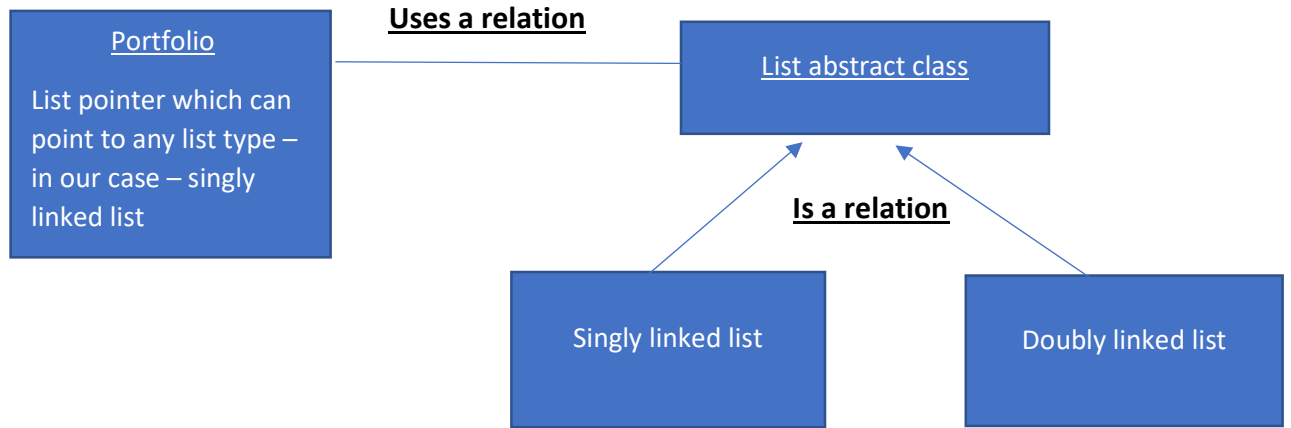 Portfolio
List pointer which can
point to any list type –
in our case – singly
linked list
Uses a relation
List abstract class
Is a relation
Singly linked list
Doubly linked list